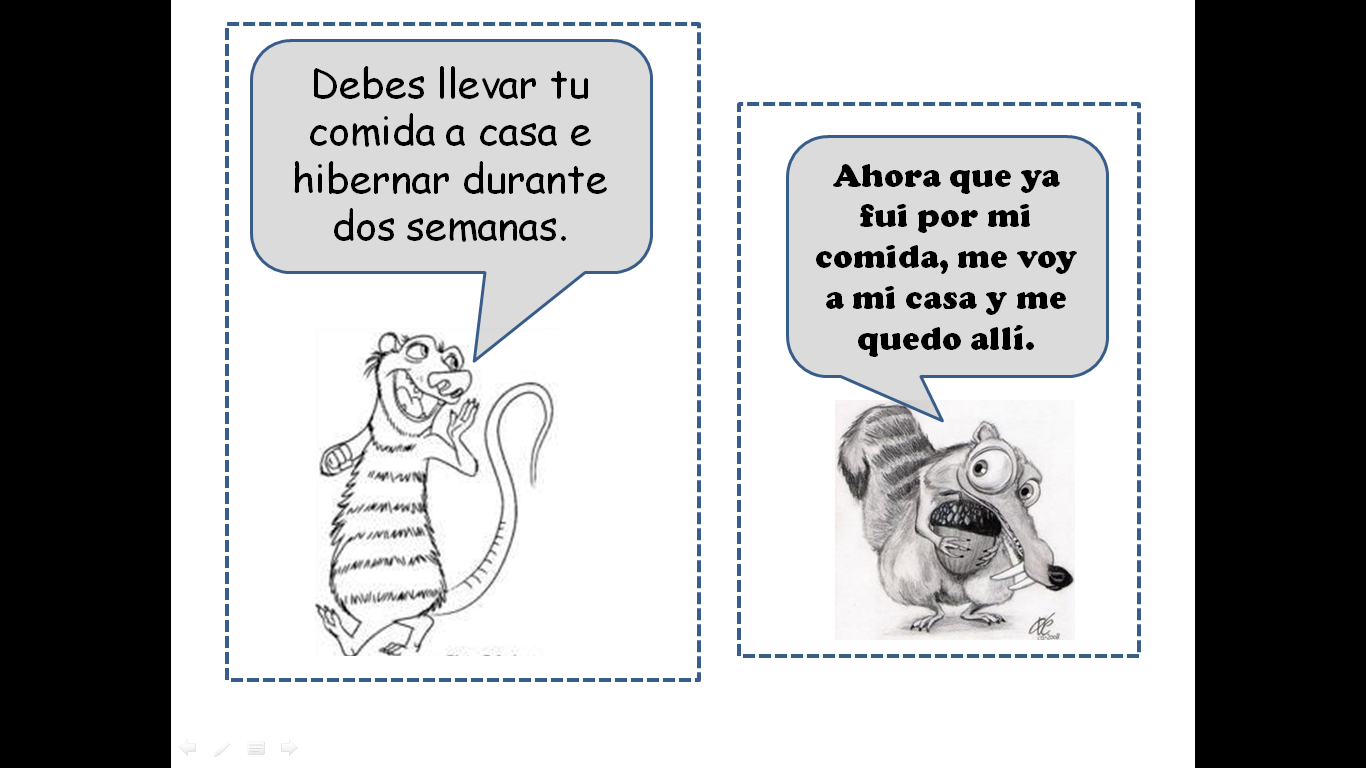 Debes llevar tu
comida a casa e
hibernar durante
dos semanas.
Ahora que ya
fui por mi
comida, me voy
a mi casa y me
quedo allí.